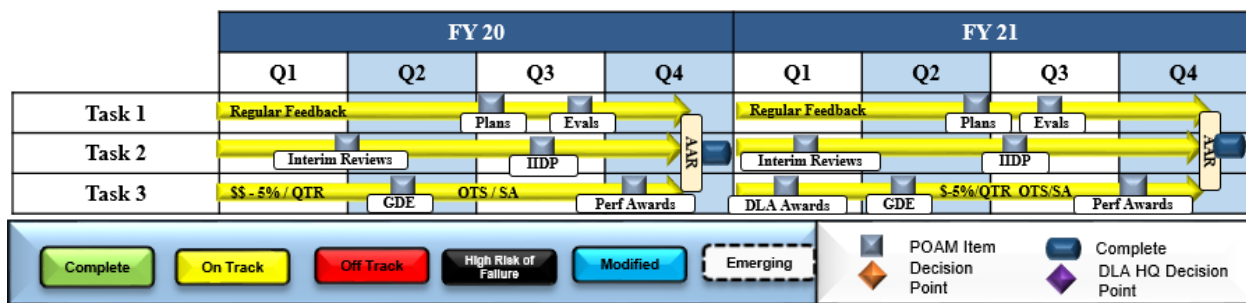 FY 20 FY 21
Q1 Q2 Q3 Q4 Q1 Q2 Q3 Q4
Task 1 Regular Feedback Plans Evals Regular Feedback Plans Evals
AAR AAR
Task 2 Interim Reviews IIDP Interim Reviews IIDP
Task 3 $$ - 5% / QTR GDE OTS / SA Perf Awards DLA Awards GDE $-5%/QTR OTS/SA Perf Awards
Complete On Track Off Track High Risk of Failure Modified Emerging
POAM Item Complete
Decision Point DLA HQ Decision Point